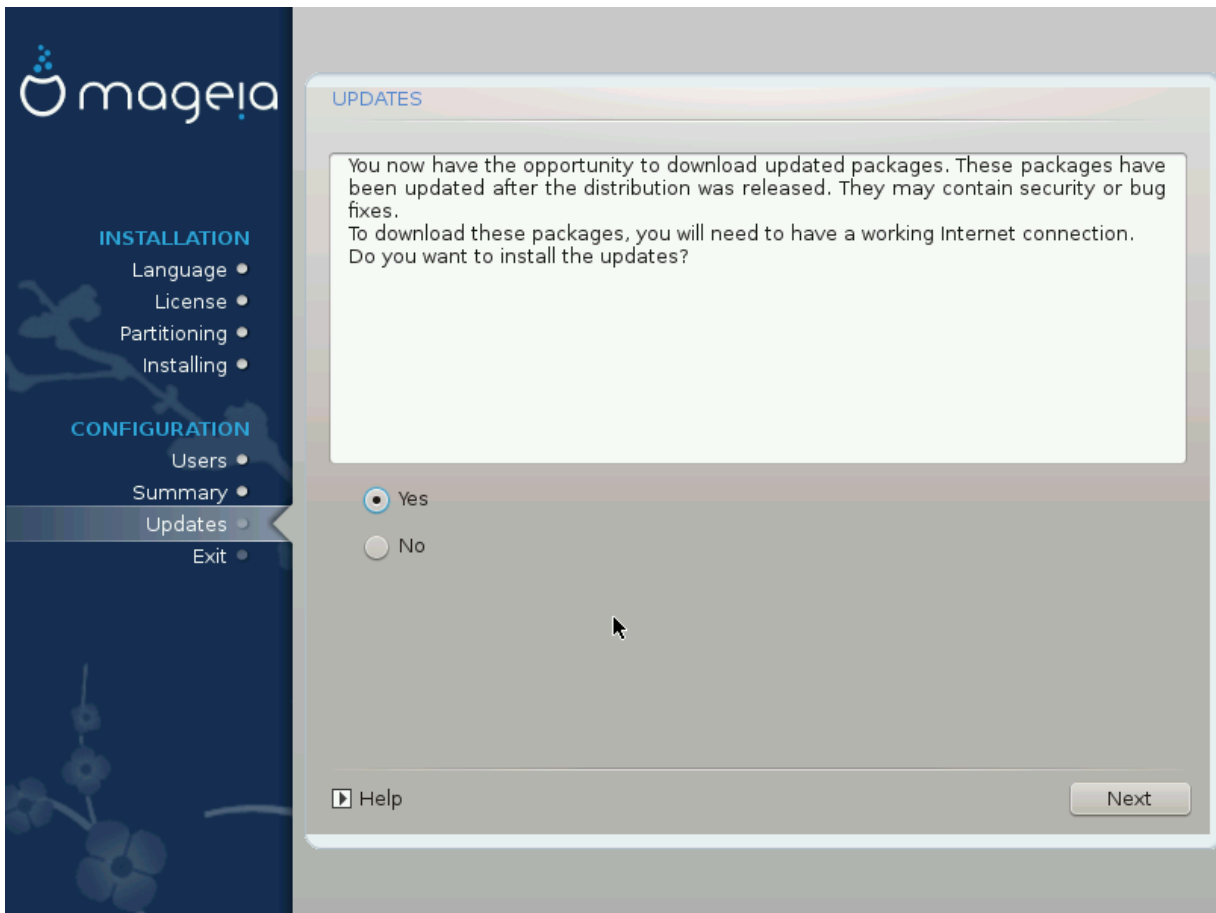 mageia
INSTALLATION
Language
License
Partitioning
Installing
CONFIGURATION
Users
Summary
Updates
Exit
UPDATES
You now have the opportunity to download updated packages. These packages have
been updated after the distribution was released. They may contain security or bug
fixes.
To download these packages, you will need to have a working Internet connection.
Do you want to install the updates?
Yes
No
Help
Next